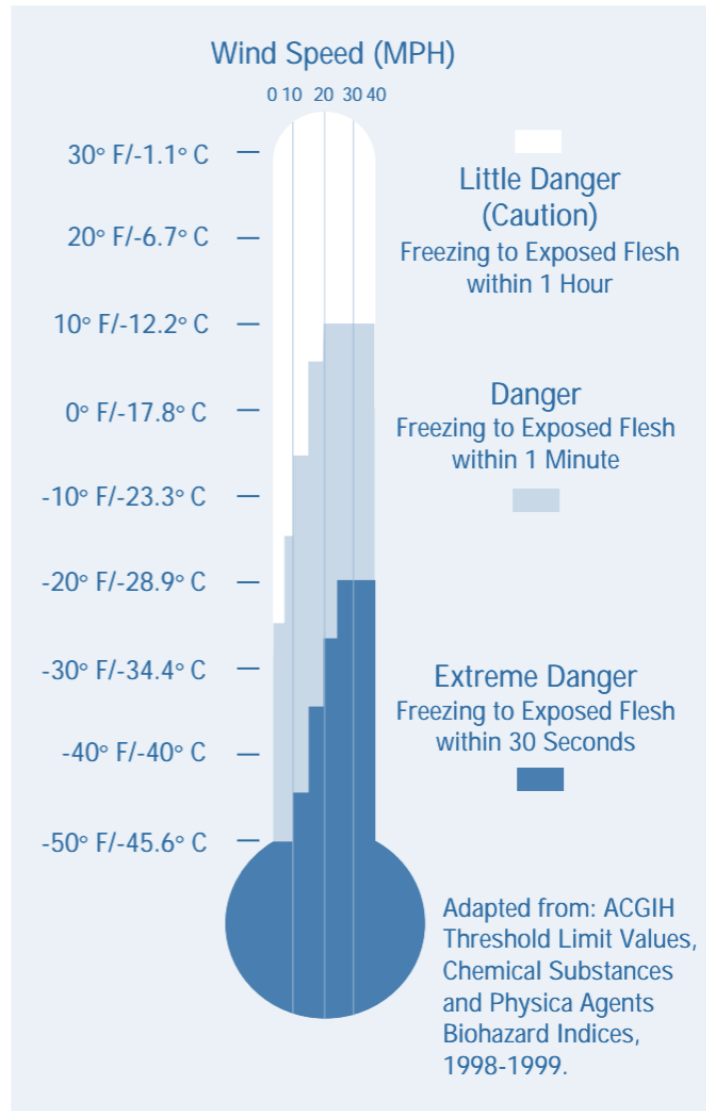 Wind Speed (MPH)
0 10 20 30 40
30° F/-1.1° C
20° F/-6.7° C
10° F/-12.2° C
0° F/-17.8° C
-10° F/-23.3° C
-20° F/-28.9° C
-30° F/-34.4° C
-40° F/-40° C
-50° F/-45.6° C
Little Danger
(Caution)
Freezing to Exposed Flesh
within 1 Hour
Danger
Freezing to Exposed Flesh
within 1 Minute
Extreme Danger
Freezing to Exposed Flesh
within 30 Seconds
Adapted from: ACGIH
Threshold Limit Values,
Chemical Substances
and Physica Agents
Biohazard Indices,
1998-1999.